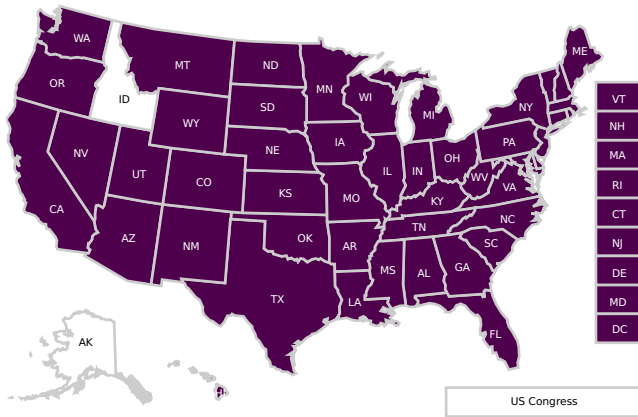 WA
ME
MT
ND
OR
MN
ID
WI
NY
VT
SD
MI
WY
NH
PA
IA
MA
NE
NV
OH
IL
IN
UT
WV
RI
CO
VA
KS
MO
KY
CT
CA
NC
TN
AZ
OK
NM
AR
SC
NJ
GA
MS
AL
DE
TX
LA
MD
DC
FL
AK
HI
US Congress